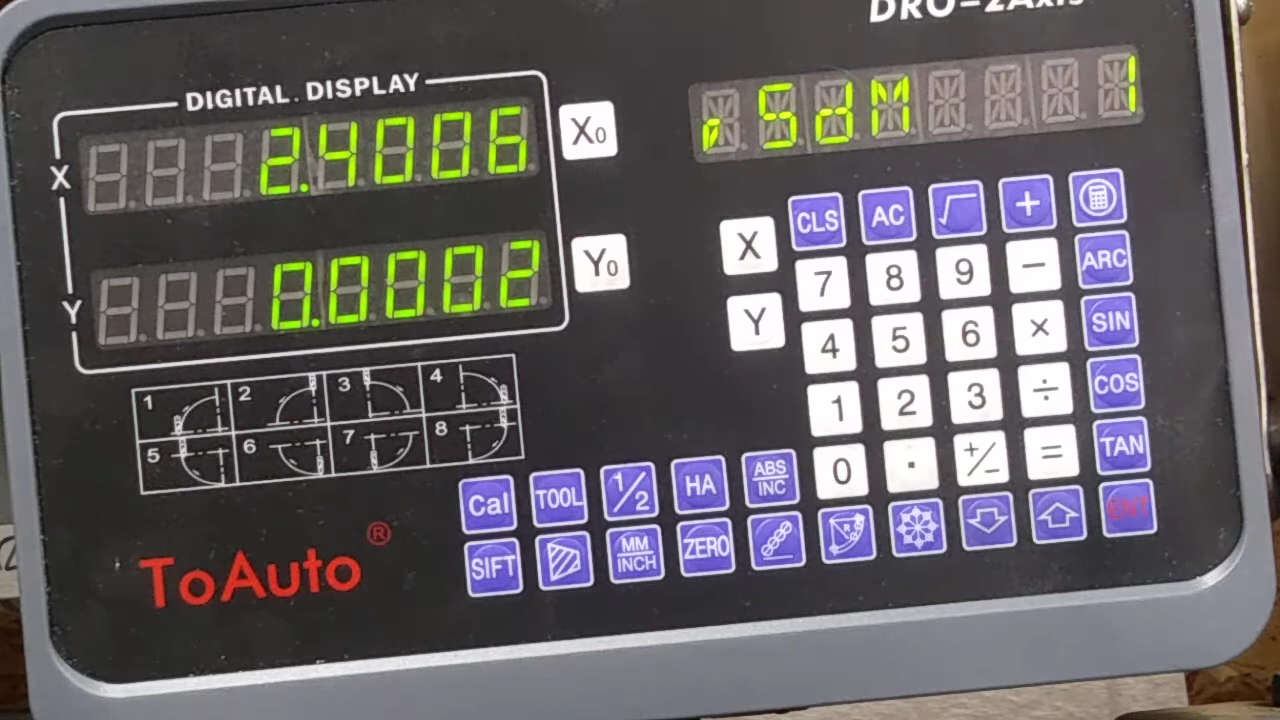 DRO-2Axis
DIGITAL DISPLAY
X 2.4006 X0
SdM 1
Y 0.0002 Y0
X CLS AC √ +
7 8 9 - ARC
Y 4 5 6 × SIN
1 2 3 ÷ COS
0 . +/- = TAN
1 2 3 4
5 6 7 8
Cal TOOL 1/2 HA ABS/INC
SIFT MM/INCH ZERO R ENT
ToAuto ®